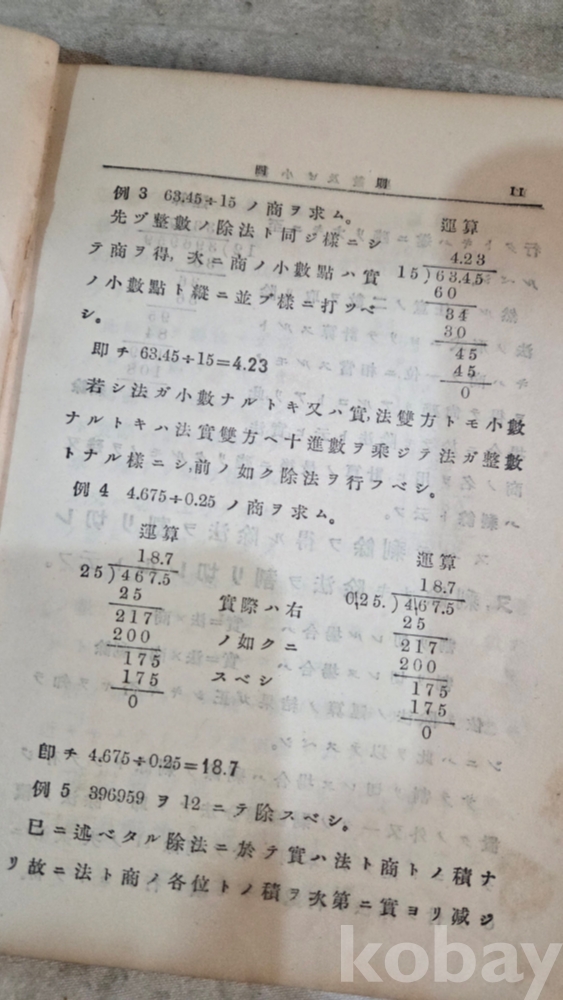 整數及ビ小數 四則 11
例3 63.45÷15 ノ商ヲ求ム。 運算
先ヅ整數ノ除法ト同ジ樣ニシ 4.23
テ商ヲ得, 次ニ商ノ小數點ハ實 15)63.45
ノ小數點ト縱ニ並ブ樣ニ打ツベ 60
シ。 34
30
45
45
0
卽チ 63.45÷15=4.23
若シ法ガ小數ナルトキ又ハ實, 法雙方トモ小數
ナルトキハ法實雙方ヘ十進數ヲ乘ジテ法ガ整數
トナル樣ニシ, 前ノ如ク除法ヲ行フベシ。
例4 4.675÷0.25 ノ商ヲ求ム。
運算 運算
18.7 18.7
25)467.5 0.25.)4.67.5
25 實際ハ右 25
217 217
200 ノ如クニ 200
175 175
175 スベシ 175
0 0
卽チ 4.675÷0.25=18.7
例5 396959 ヲ 12 ニテ除スベシ。
已ニ述ベタル除法ニ於テ實ハ法ト商トノ積ナ
リ故ニ法ト商ノ各位トノ積ヲ次第ニ實ヨリ減ジ
kobay